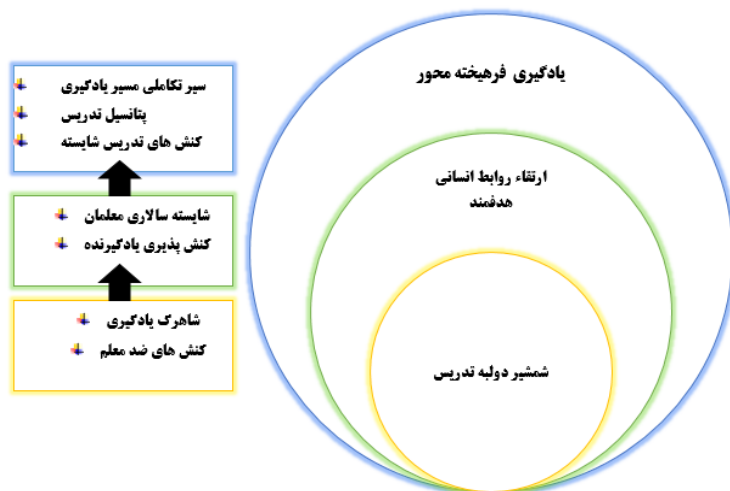 یادگیری فرهیخته محور
ارتقاء روابط انسانی
هدفمند
شمشیر دولبه تدریس
سیر تکاملی مسیر یادگیری
پتانسیل تدریس
کنش های تدریس شایسته
شایسته سالاری معلمان
کنش پذیری یادگیرنده
شاهرگ یادگیری
کنش های ضد معلم